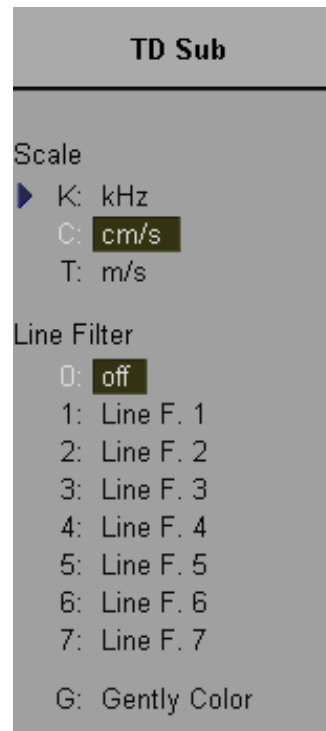 TD Sub
Scale
K: kHz
C: cm/s
T: m/s
Line Filter
0: off
1: Line F. 1
2: Line F. 2
3: Line F. 3
4: Line F. 4
5: Line F. 5
6: Line F. 6
7: Line F. 7
G: Gently Color